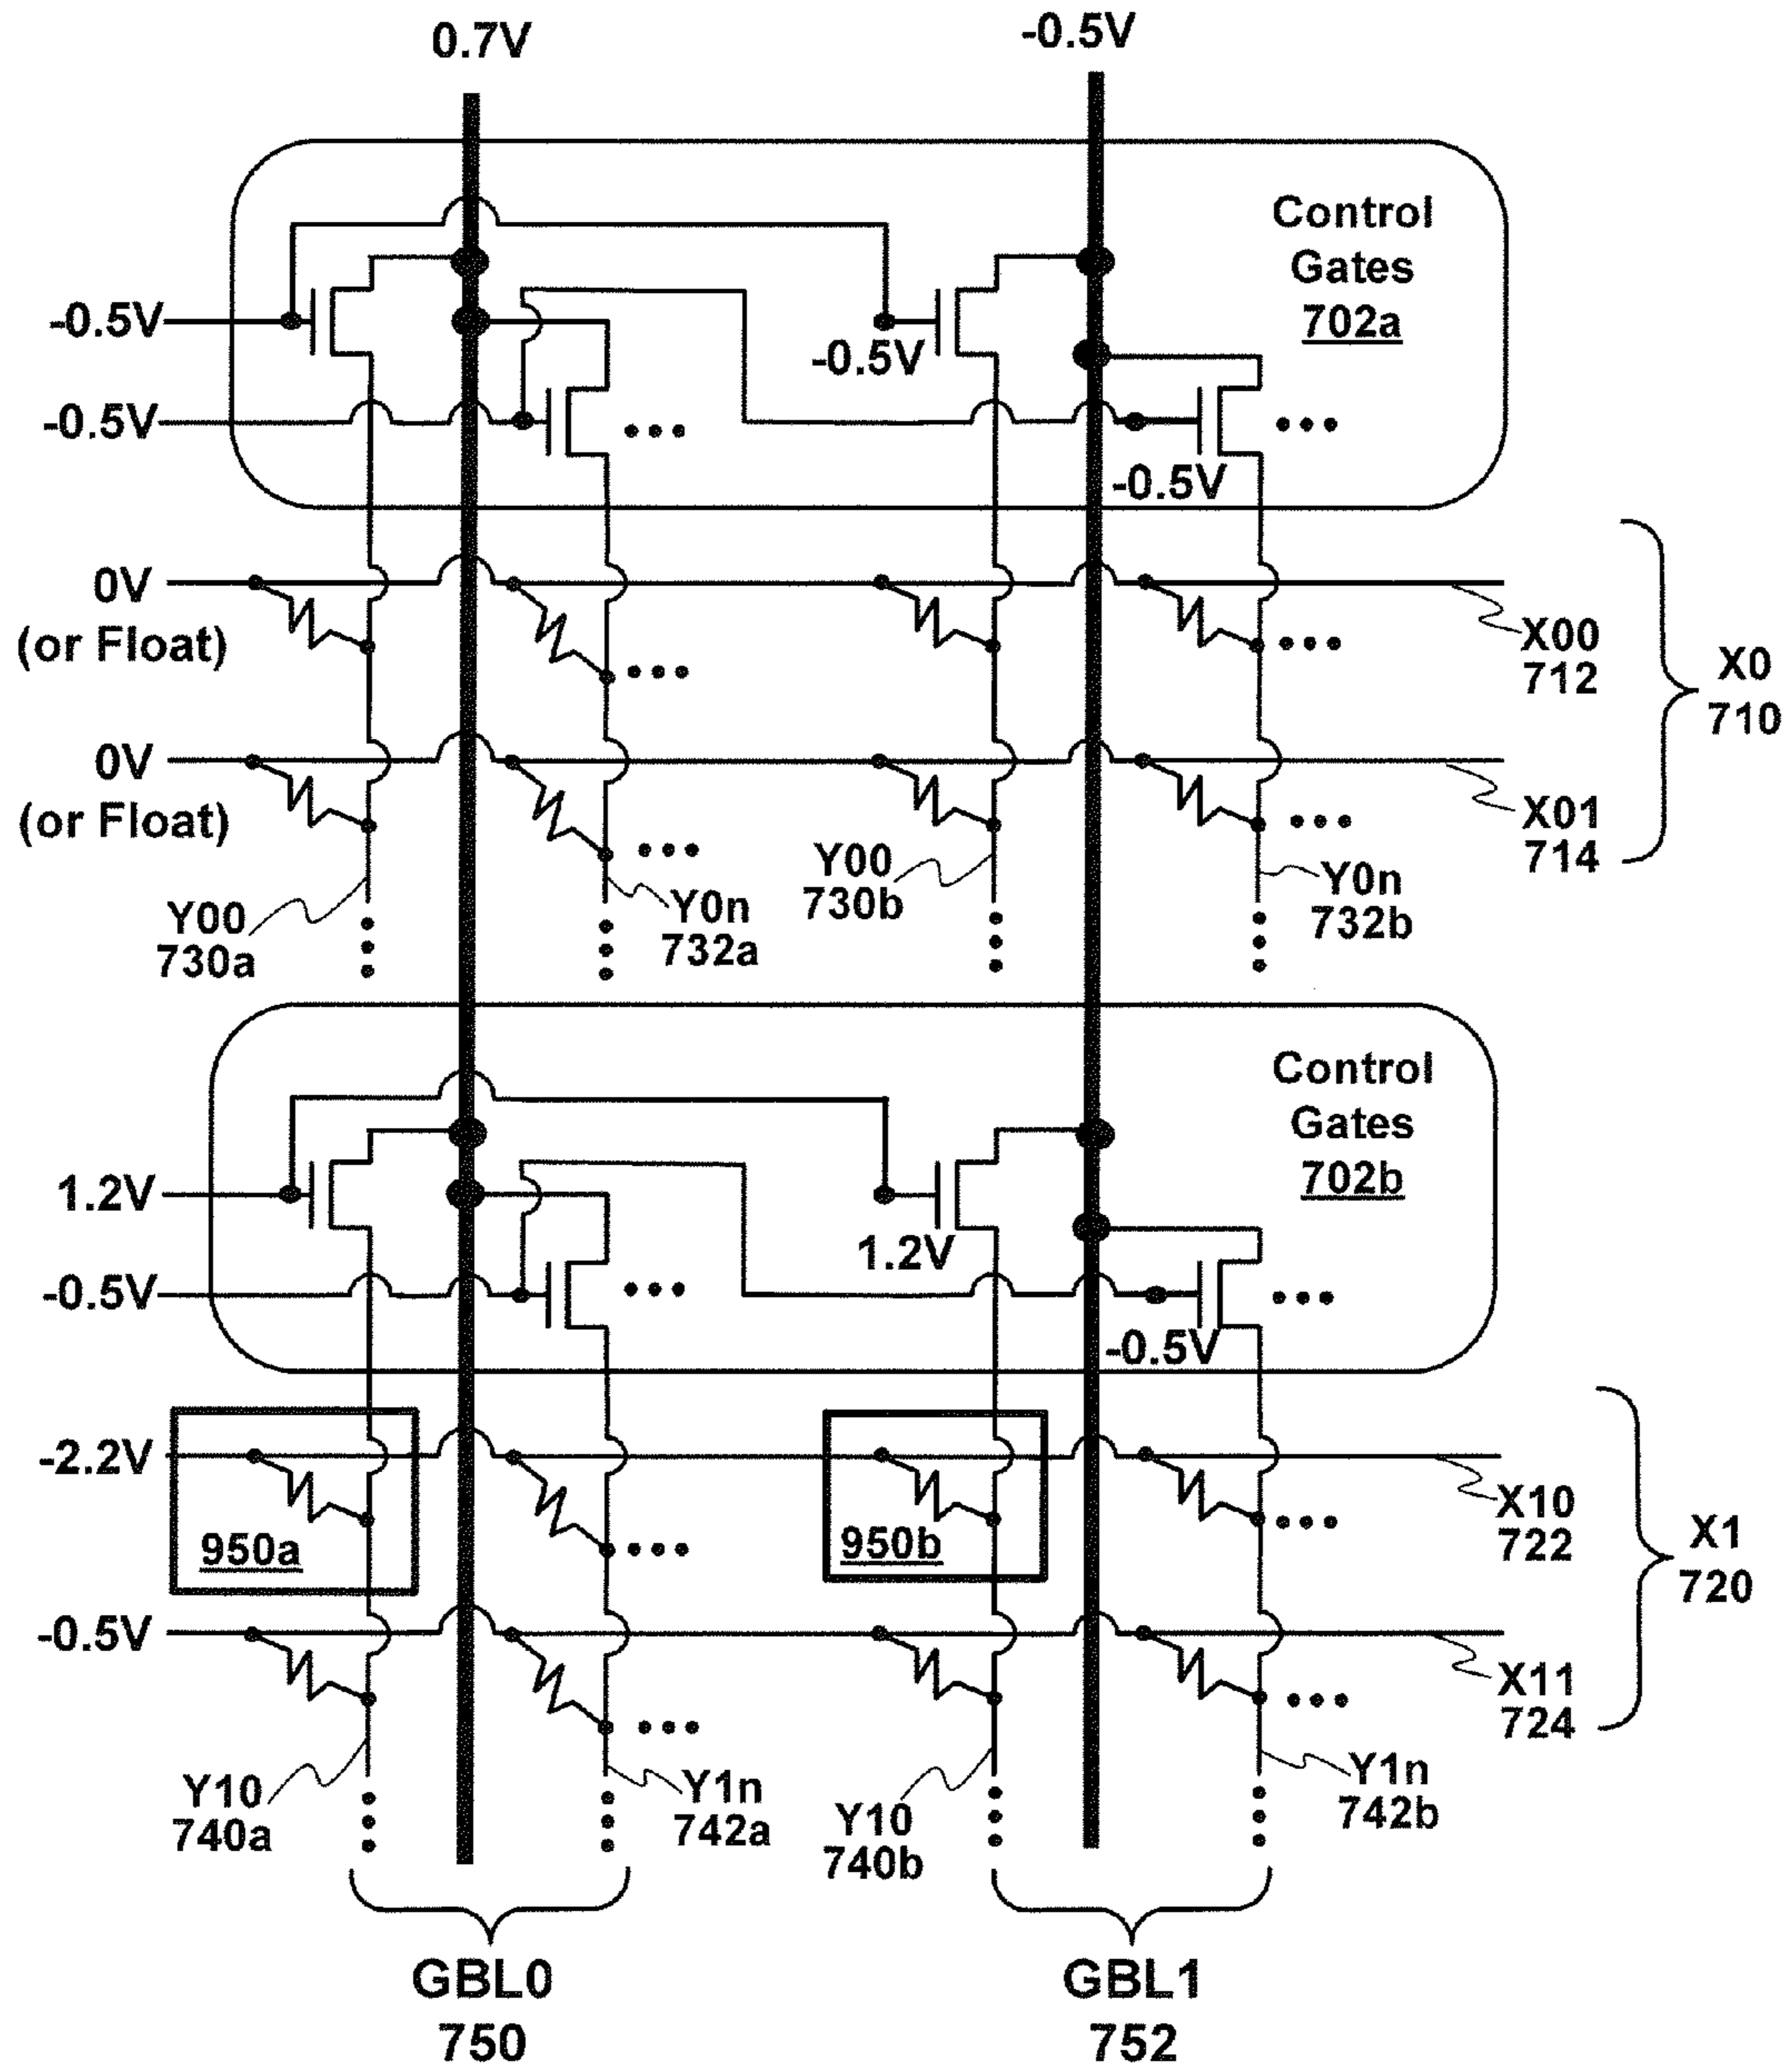 0.7V
-0.5V
Control
Gates
702a
-0.5V
-0.5V
-0.5V
-0.5V
0V
(or Float)
X00
712
X0
710
0V
(or Float)
X01
714
Y00
730a
Y0n
732a
Y00
730b
Y0n
732b
Control
Gates
702b
1.2V
1.2V
-0.5V
-0.5V
-2.2V
950a
950b
X10
722
X1
720
-0.5V
X11
724
Y10
740a
Y1n
742a
Y10
740b
Y1n
742b
GBL0
750
GBL1
752